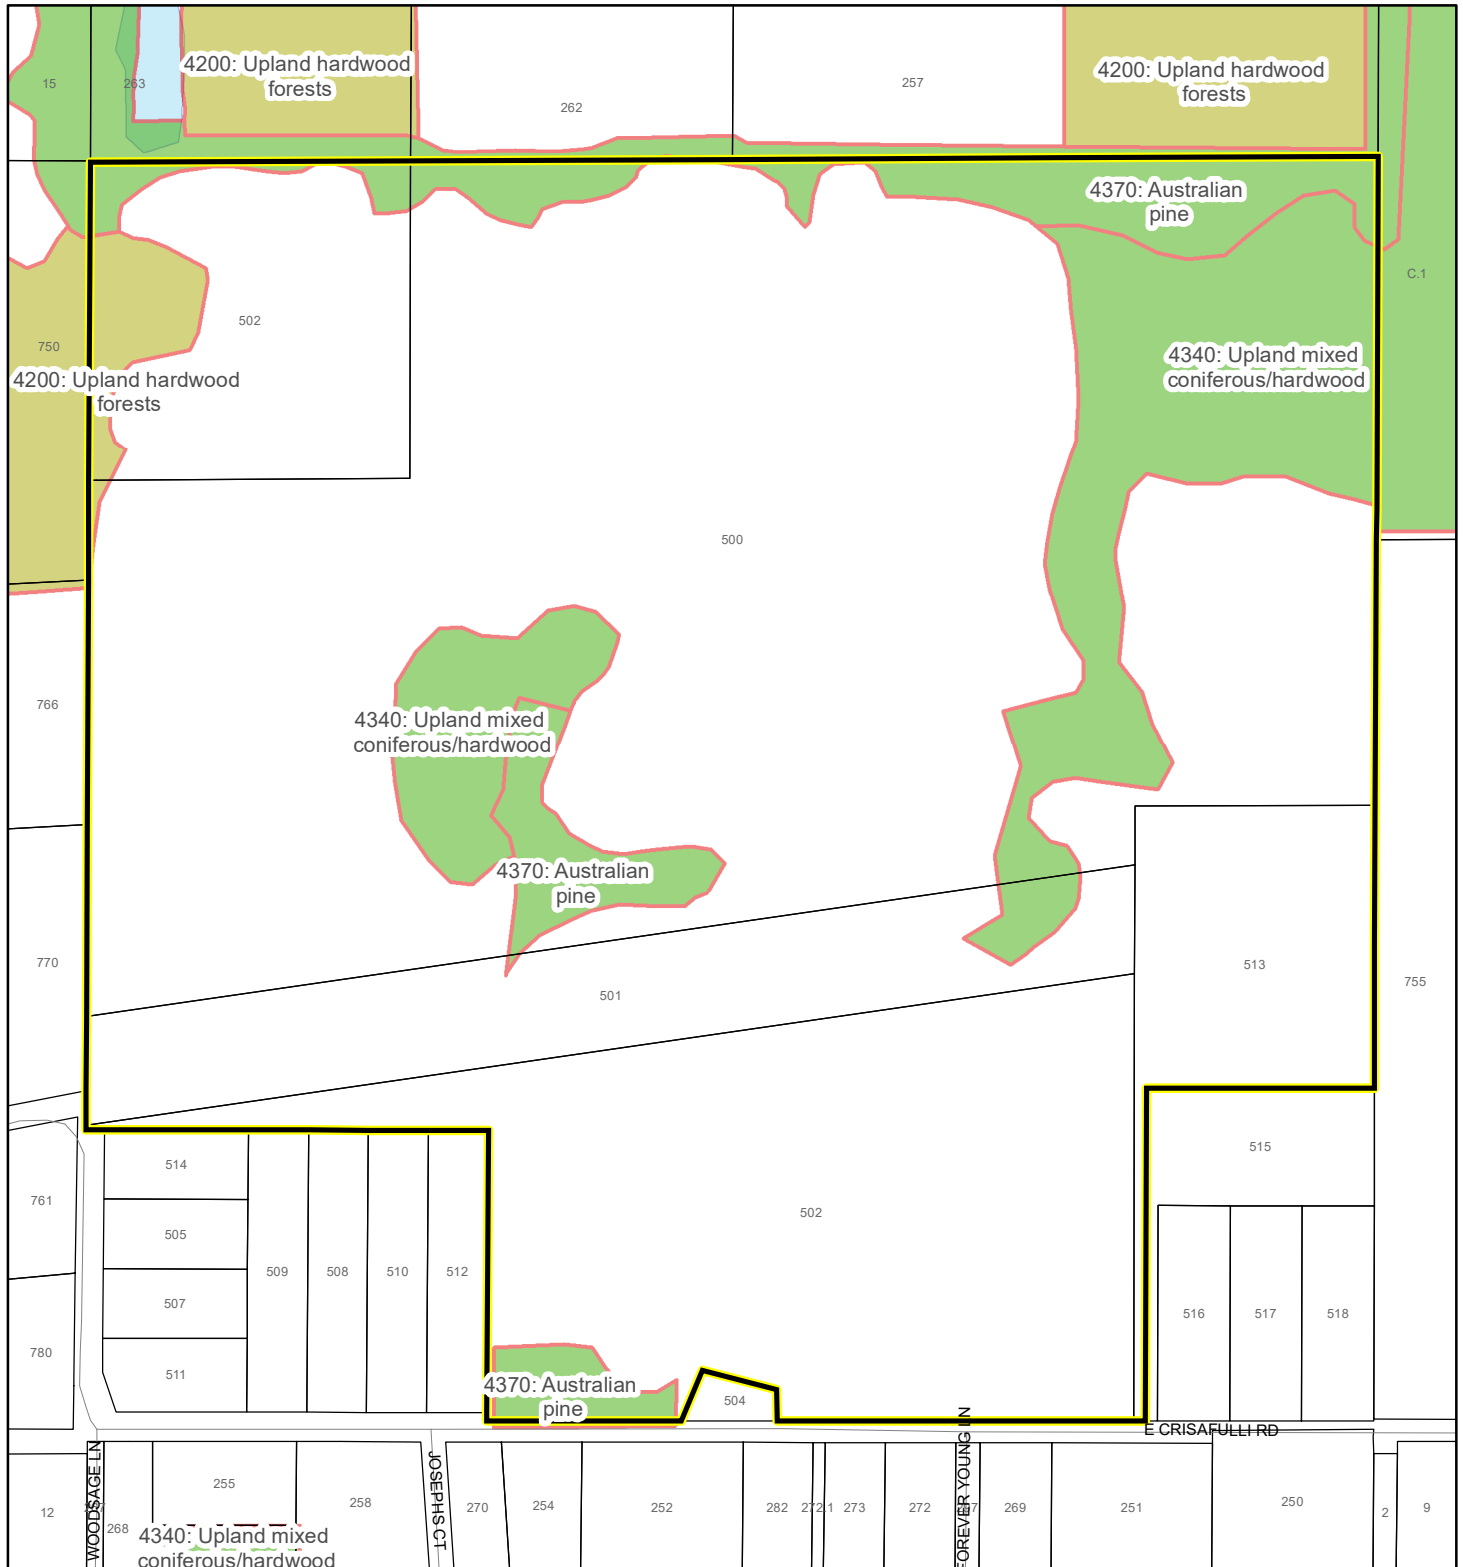 4200: Upland hardwood
forests
4200: Upland hardwood
forests
15
263
262
257
4370: Australian
pine
C.1
502
750
4200: Upland hardwood
forests
4340: Upland mixed
coniferous/hardwood
500
766
4340: Upland mixed
coniferous/hardwood
4370: Australian
pine
770
501
513
755
514
515
761
505
502
509
508
510
512
507
516
517
518
780
511
4370: Australian
pine
504
E CRISAFULLI RD
WOODSAGE LN
JOSEPHS CT
FOREVER YOUNG LN
12
268
255
258
270
254
252
282
273
272
269
251
250
2
9
4340: Upland mixed
coniferous/hardwood